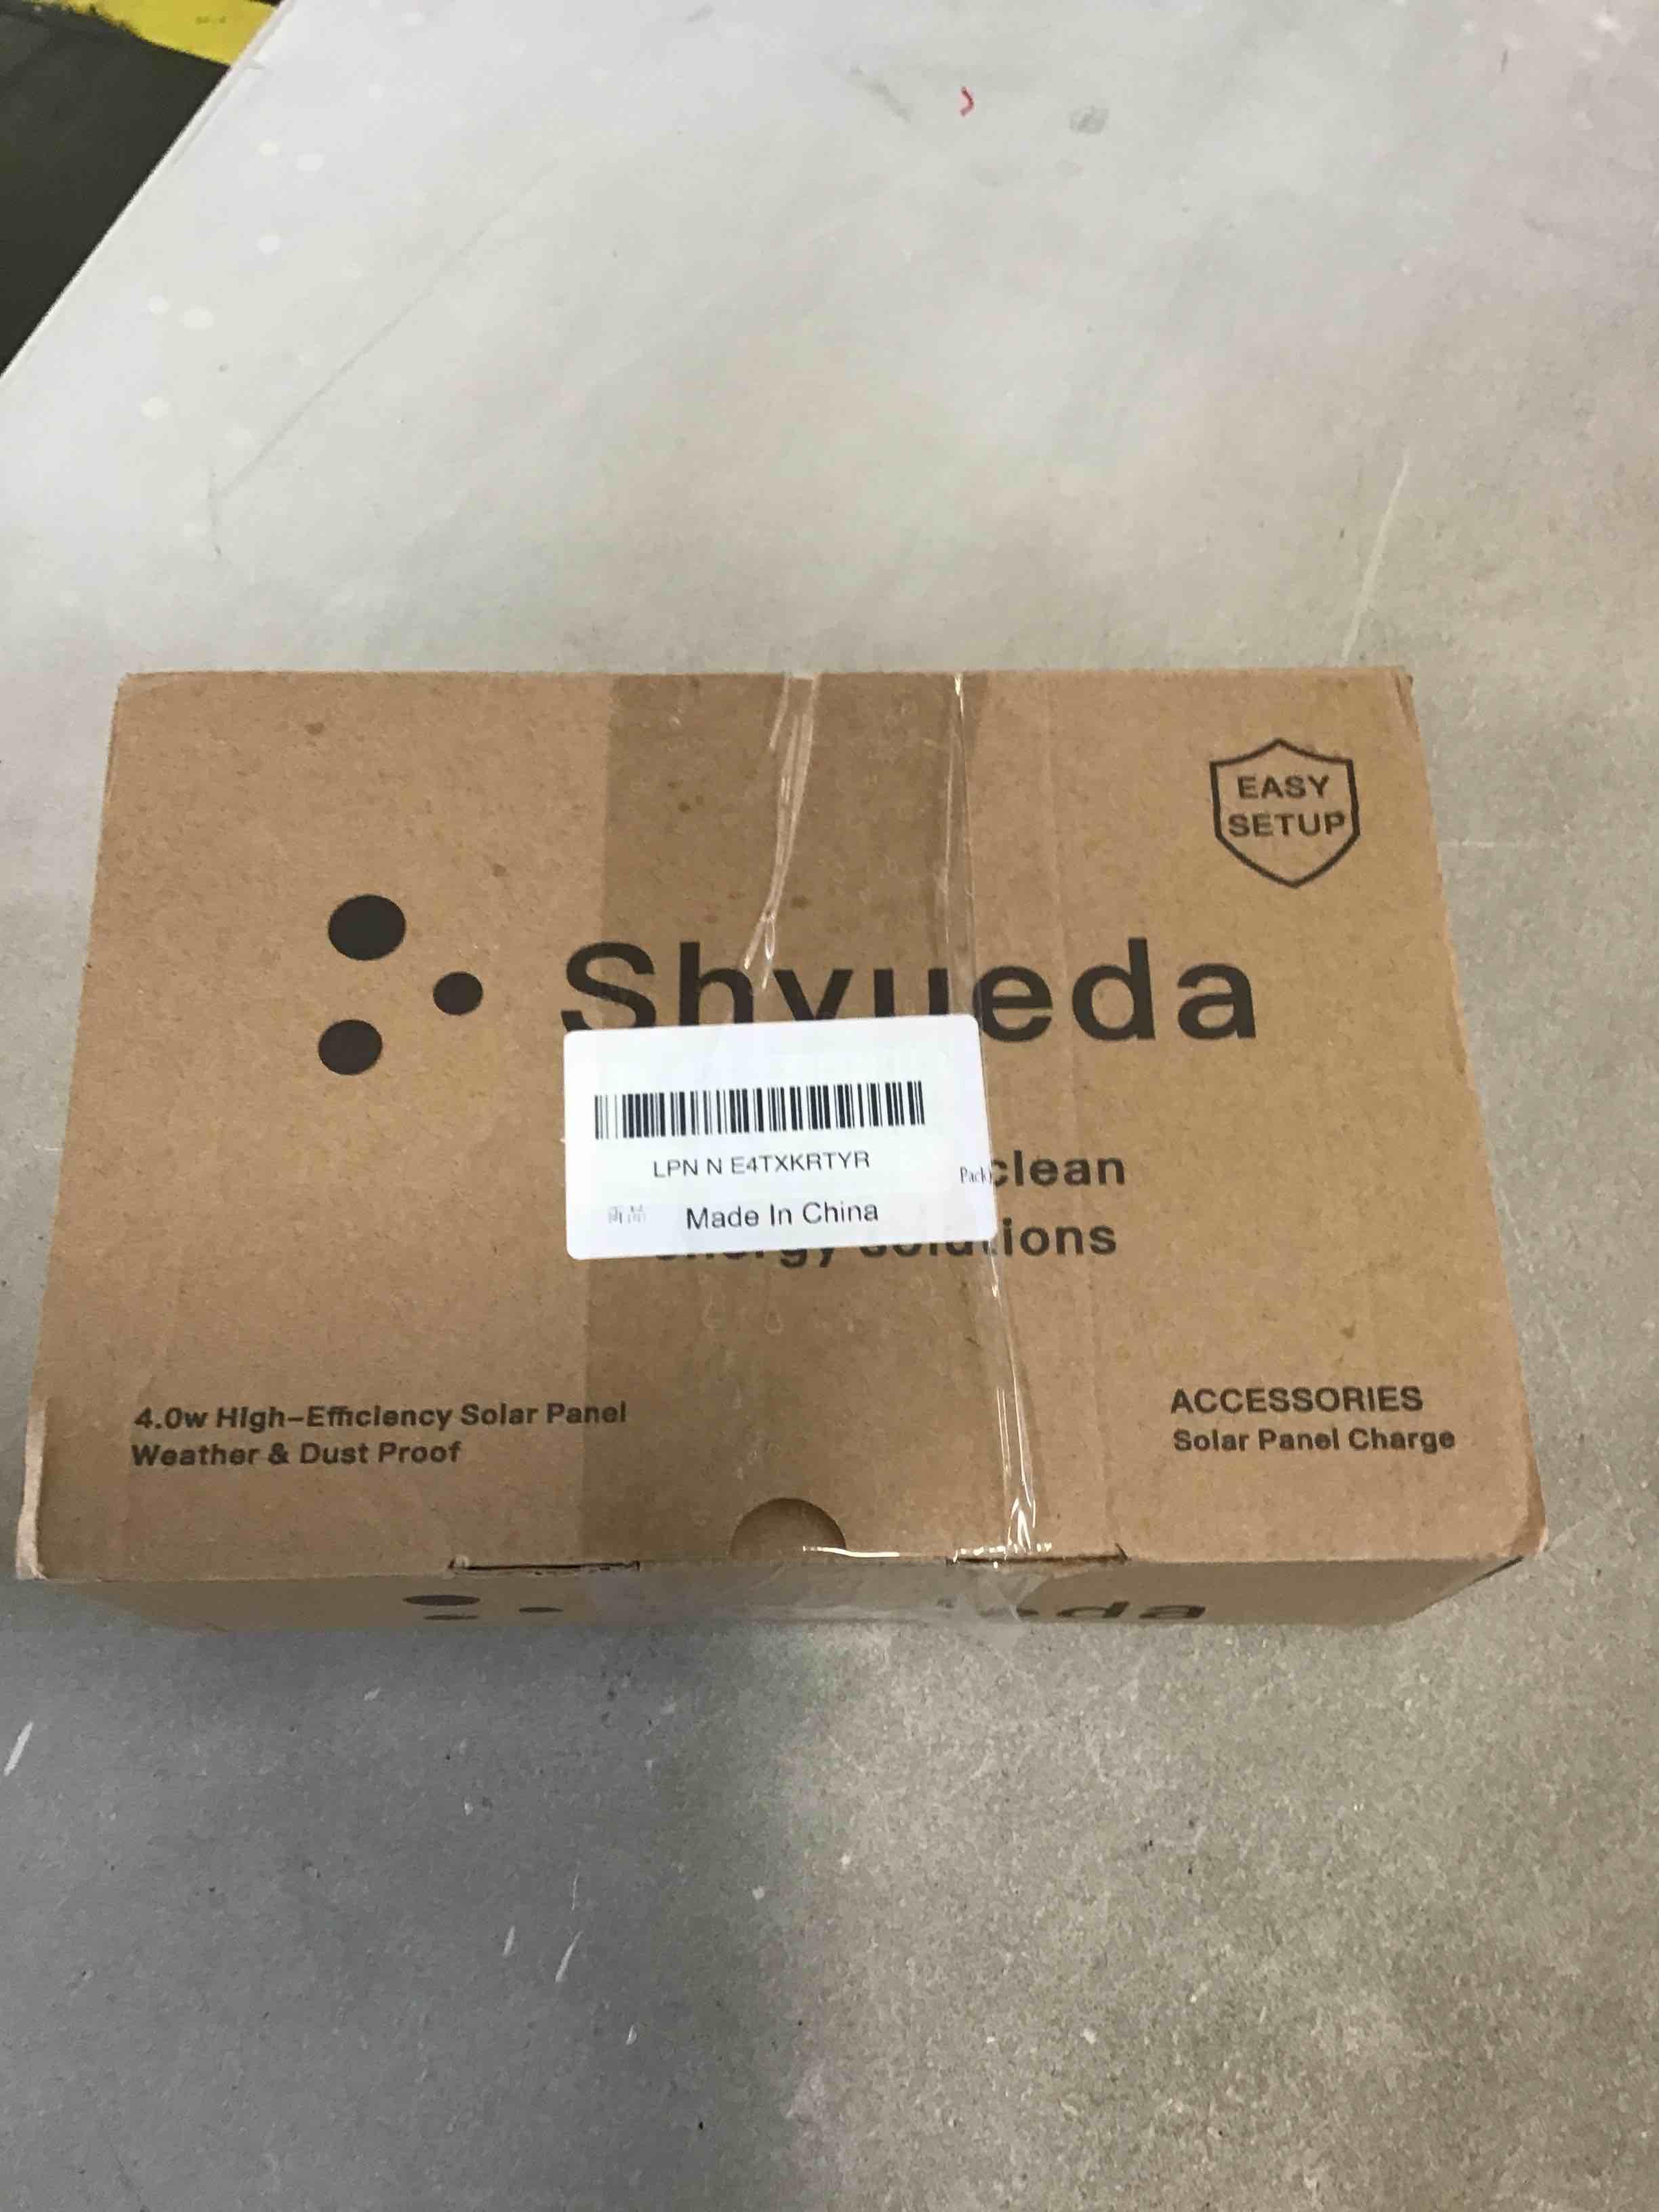 EASY
SETUP
Shyueda
LPN N E4TXKRTYR
Pack
clean
Made In China
energy solutions
4.0w High-Efficiency Solar Panel
Weather & Dust Proof
ACCESSORIES
Solar Panel Charge
eda